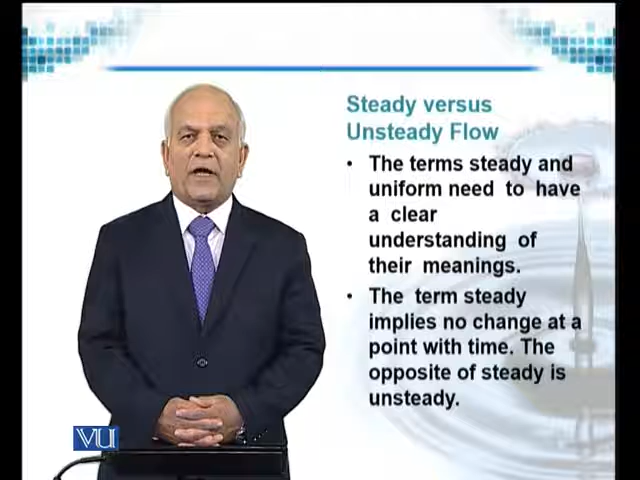 Steady versus
Unsteady Flow
• The terms steady and
uniform need to have
a clear
understanding of
their meanings.
• The term steady
implies no change at a
point with time. The
opposite of steady is
unsteady.
VU